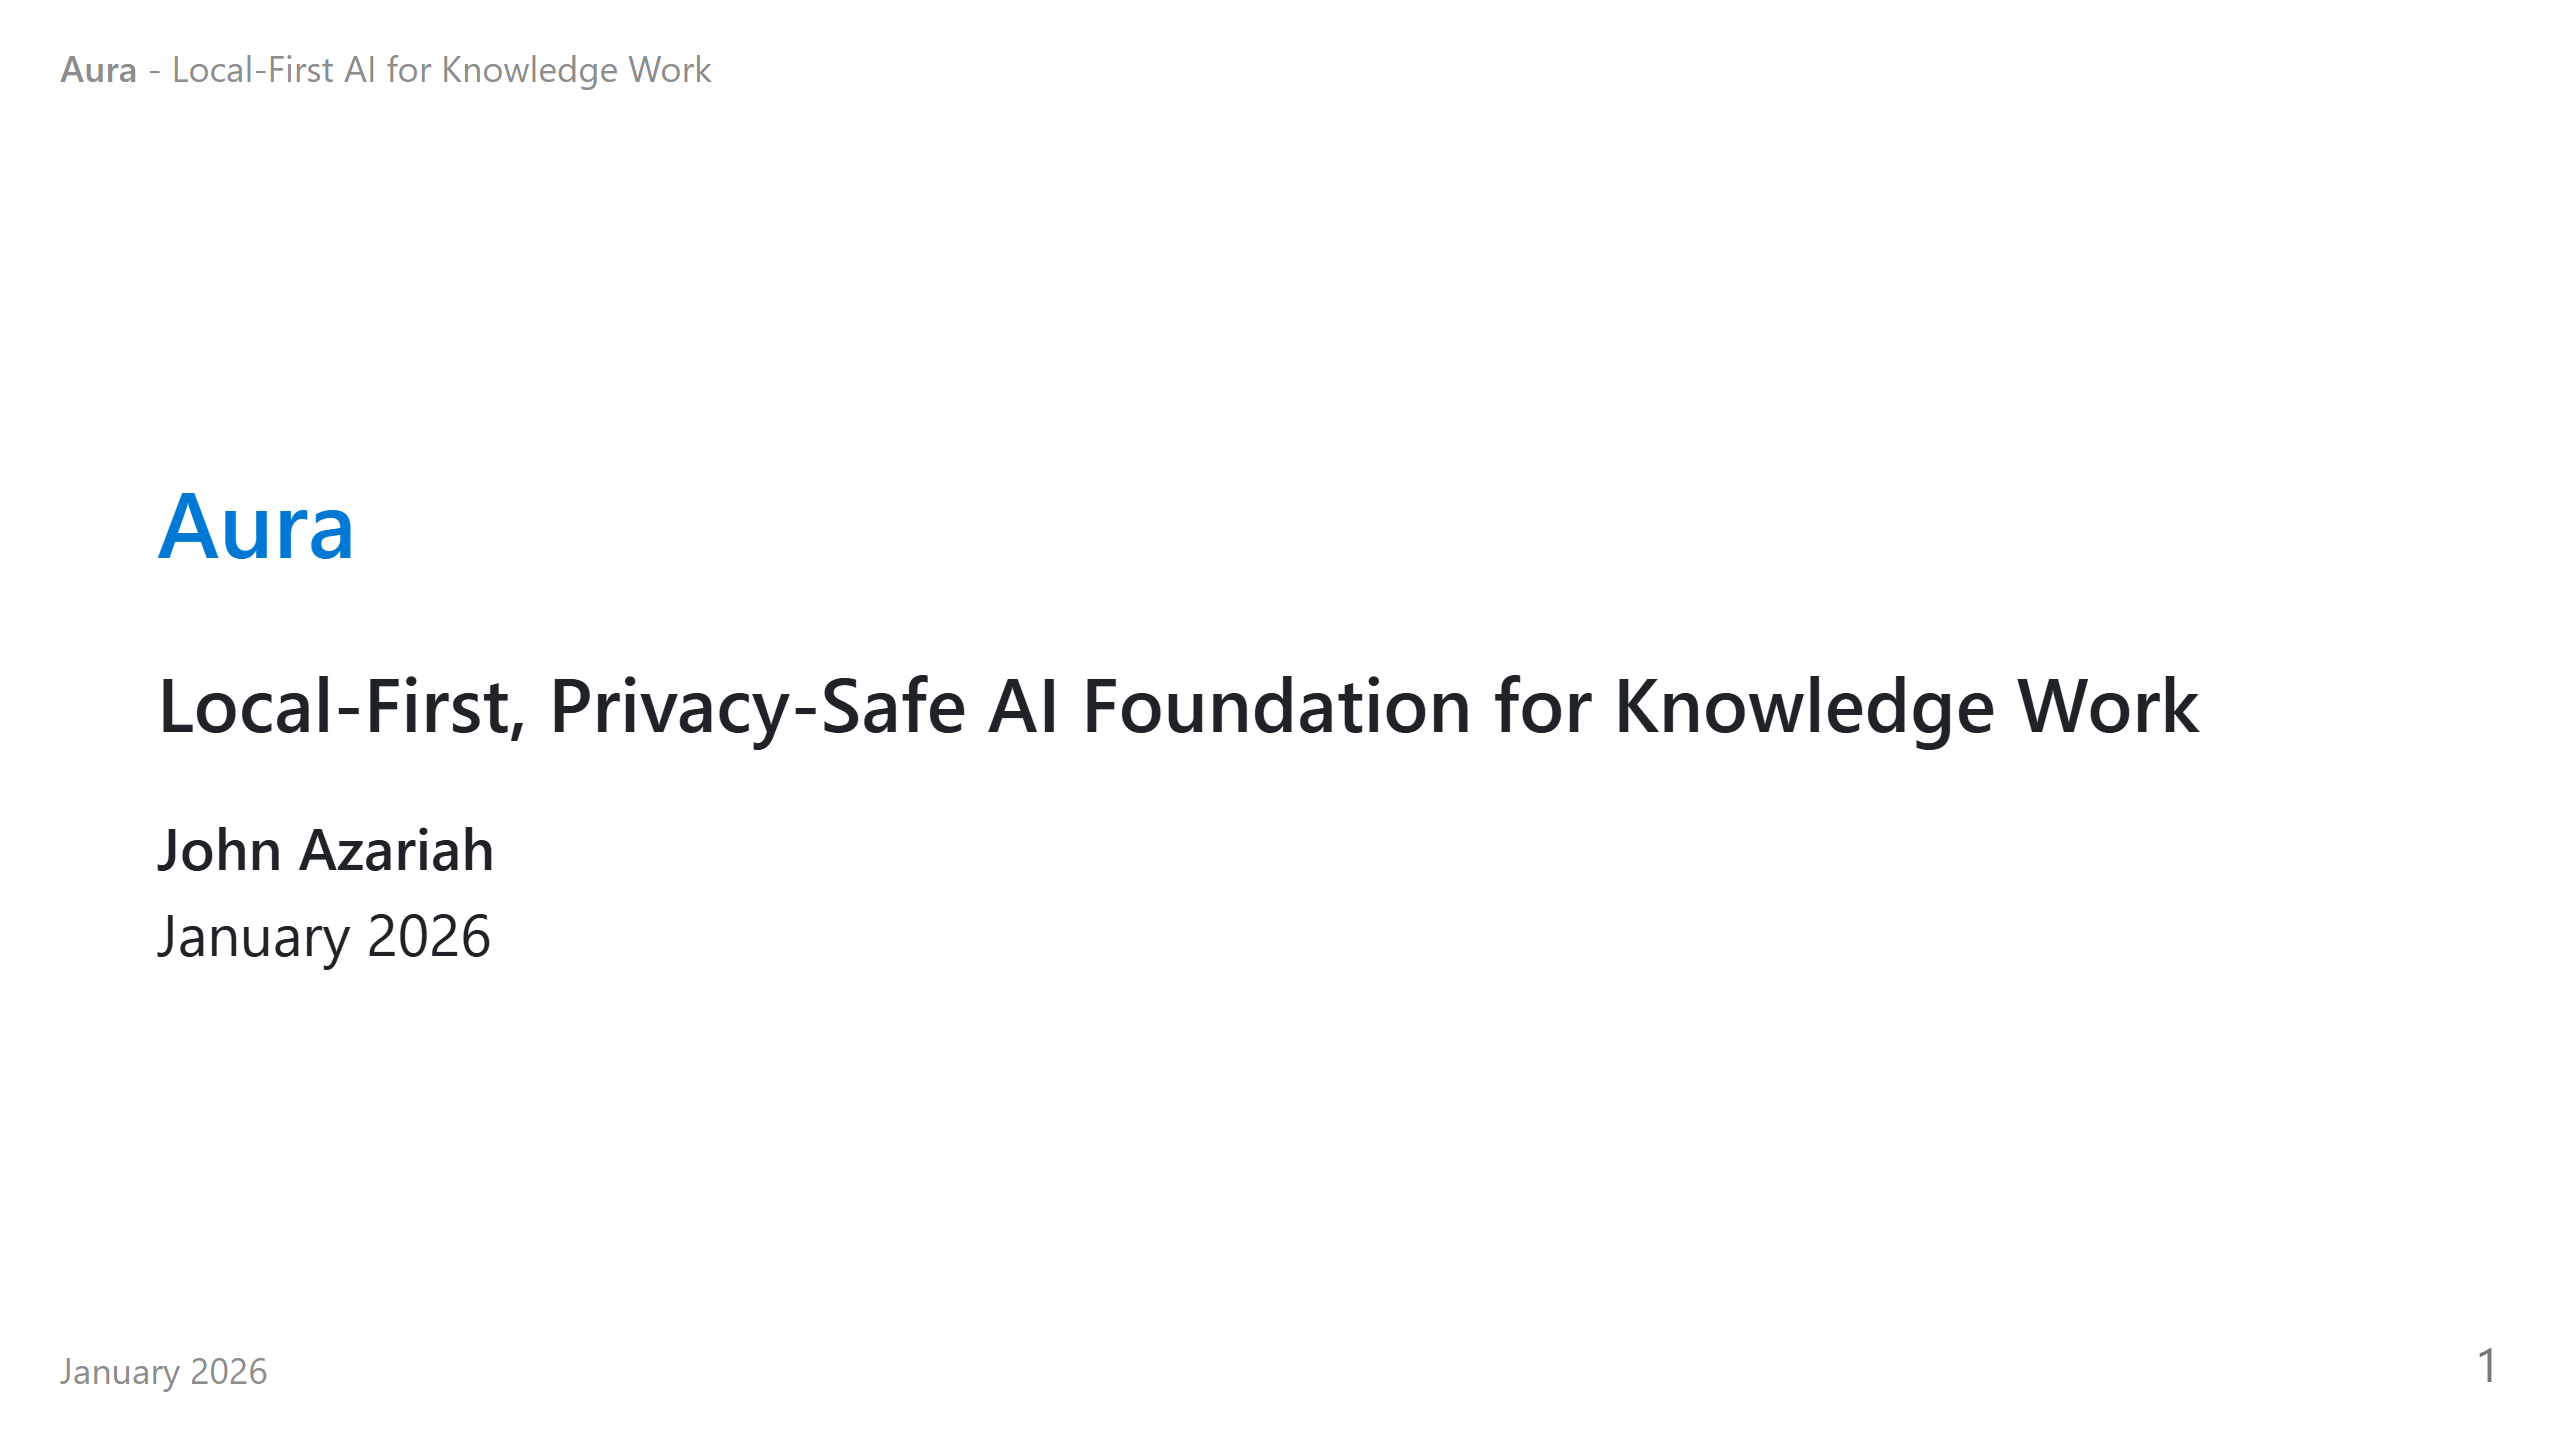 Aura - Local-First AI for Knowledge Work
Aura
Local-First, Privacy-Safe AI Foundation for Knowledge Work
John Azariah
January 2026
January 2026
1